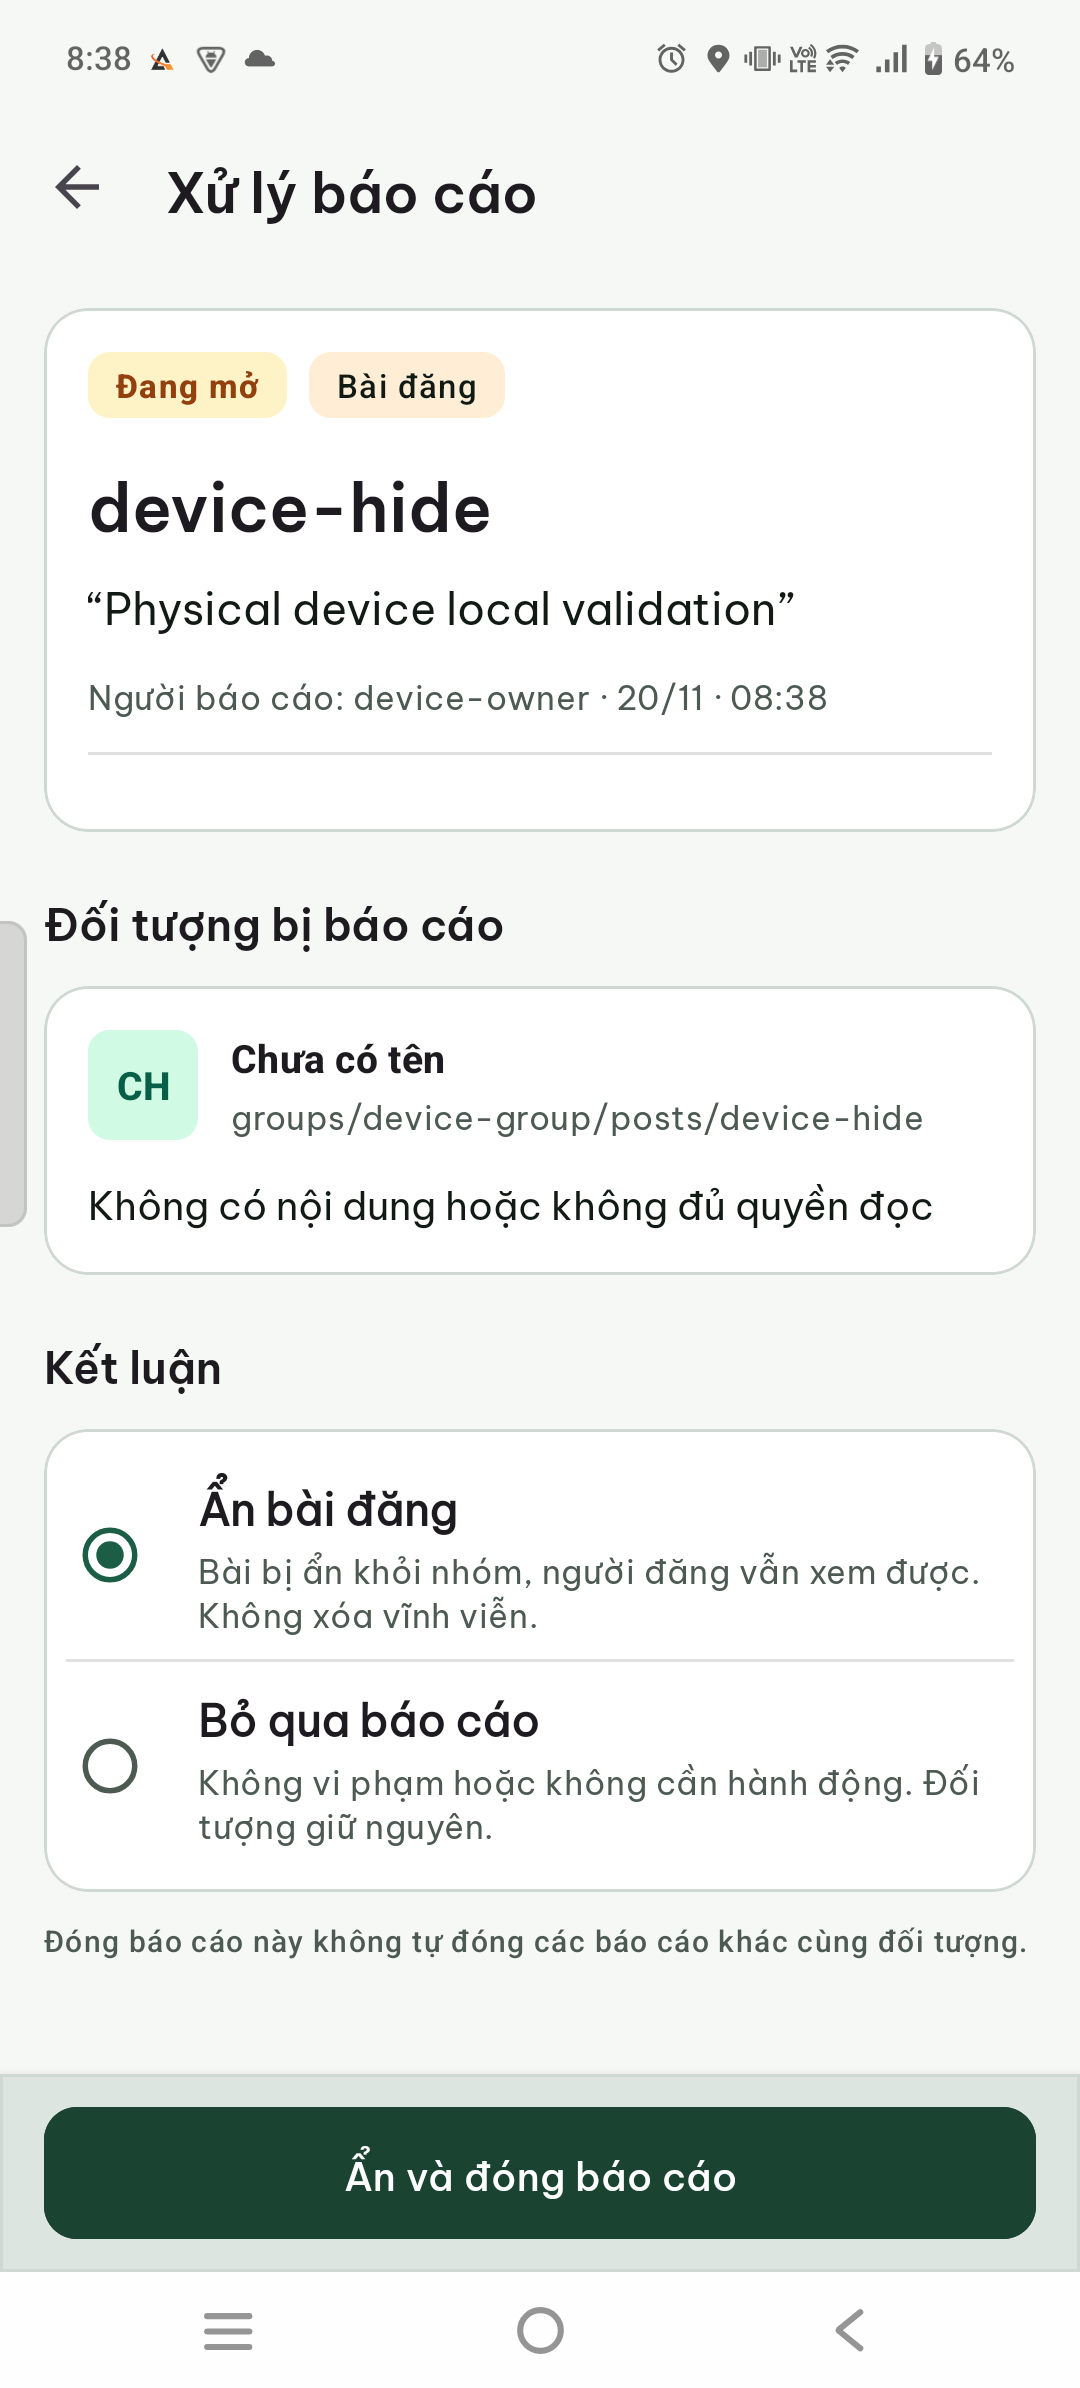 8:38
VoLTE
64%
Xử lý báo cáo
Đang mở
Bài đăng
device-hide
“Physical device local validation”
Người báo cáo: device-owner · 20/11 · 08:38
Đối tượng bị báo cáo
CH
Chưa có tên
groups/device-group/posts/device-hide
Không có nội dung hoặc không đủ quyền đọc
Kết luận
Ẩn bài đăng
Bài bị ẩn khỏi nhóm, người đăng vẫn xem được.
Không xóa vĩnh viễn.
Bỏ qua báo cáo
Không vi phạm hoặc không cần hành động. Đối
tượng giữ nguyên.
Đóng báo cáo này không tự đóng các báo cáo khác cùng đối tượng.
Ẩn và đóng báo cáo